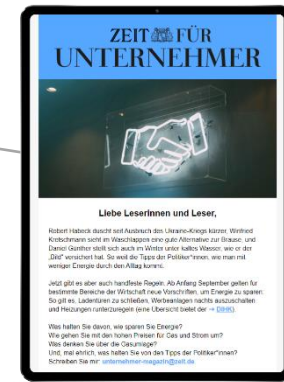 ZEIT FÜR
UNTERNEHMER
Liebe LeserInnen und Leser,
Robert Habeck duscht seit Ausbruch des Ukraine-Kriegs kürzer, Winfried
Kretschmann sieht im Waschlappen eine gute Alternative zur Brause, und
Daniel Günther stellt sich auch im Winter unter kaltes Wasser, wie er der
„Bild" versichert hat. So weit die Tipps der Politiker*innen, wie man mit
weniger Energie durch den Alltag kommt.
Jetzt gibt es aber auch handfeste Regeln. Ab Anfang September gelten für
bestimmte Bereiche der Wirtschaft neue Vorschriften, um Energie zu sparen:
So gilt es, Ladentüren zu schließen, Werbeanlagen nachts auszuschalten
und Heizungen runterzuregeln (eine Übersicht bietet der → DIHK).
Was halten Sie davon, wie sparen Sie Energie?
Wie gehen Sie mit den hohen Preisen für Gas und Strom um?
Was denken Sie über die Gasumlage?
Und, mal ehrlich, was halten Sie von den Tipps der Politiker*innen?
Schreiben Sie mir: unternehmer-magazin@zeit.de